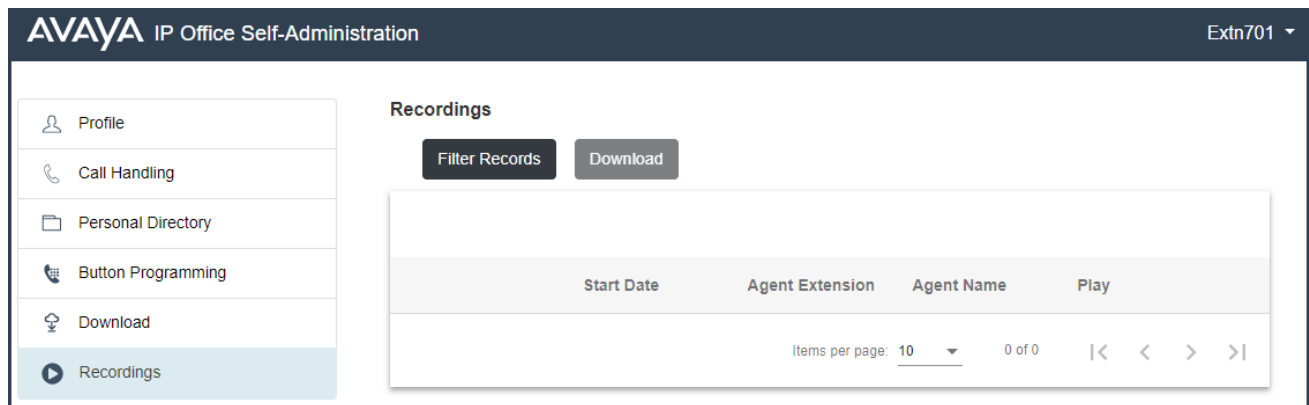 AVAYA IP Office Self-Administration
Extn701
Profile
Call Handling
Personal Directory
Button Programming
Download
Recordings
Recordings
Filter Records
Download
Start Date Agent Extension Agent Name Play
Items per page: 10 0 of 0